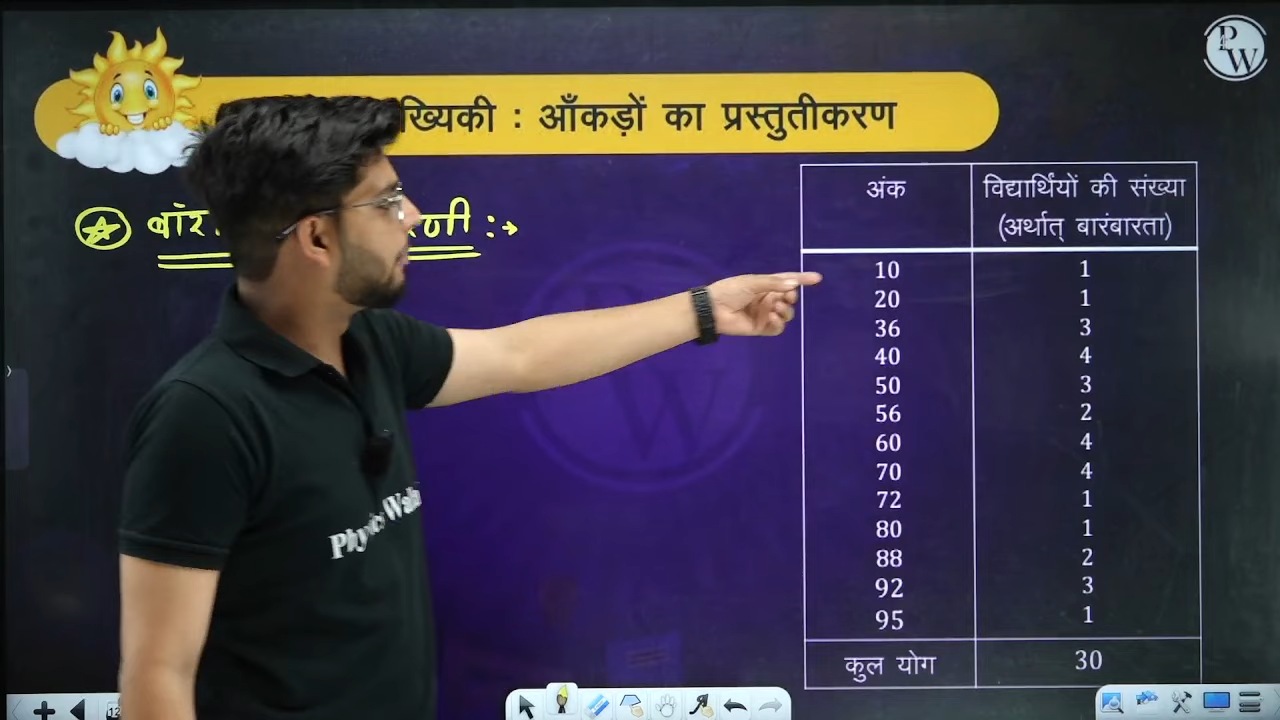 ख्यिकी : आँकड़ों का प्रस्तुतीकरण
PW
अंक विद्यार्थियों की संख्या
(अर्थात् बारंबारता)
10 1
20 1
36 3
40 4
50 3
56 2
60 4
70 4
72 1
80 1
88 2
92 3
95 1
कुल योग 30